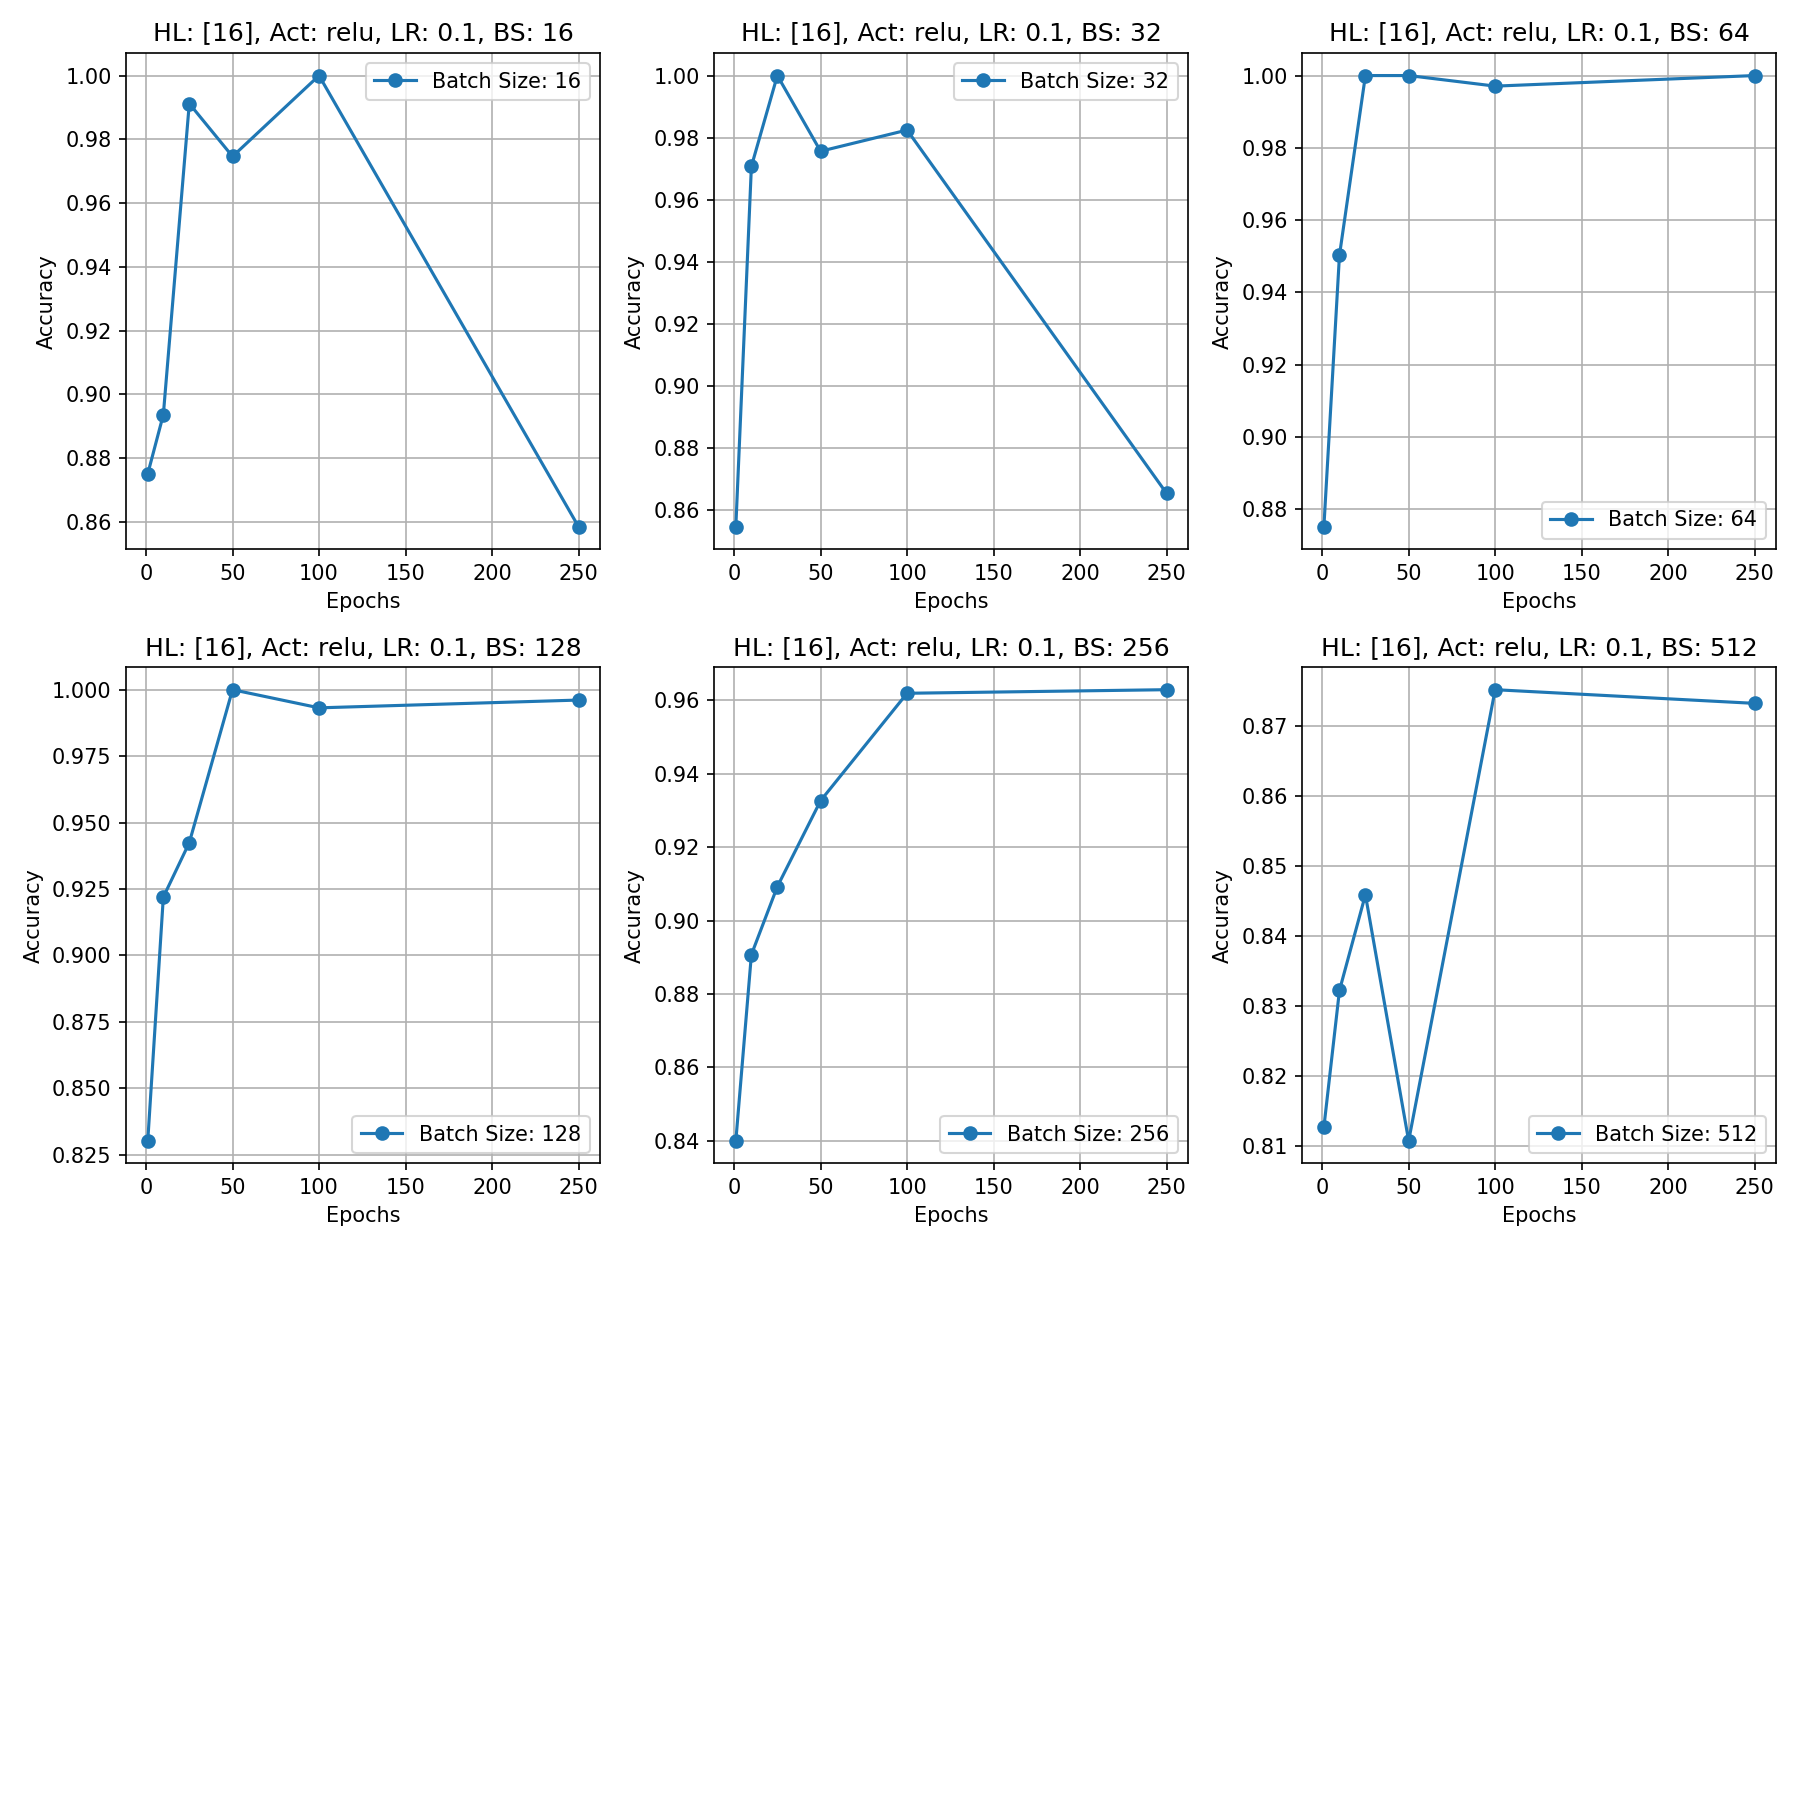 HL: [16], Act: relu, LR: 0.1, BS: 16
Batch Size: 16
Accuracy
1.00
0.98
0.96
0.94
0.92
0.90
0.88
0.86
0 50 100 150 200 250
Epochs
HL: [16], Act: relu, LR: 0.1, BS: 32
Batch Size: 32
Accuracy
1.00
0.98
0.96
0.94
0.92
0.90
0.88
0.86
0 50 100 150 200 250
Epochs
HL: [16], Act: relu, LR: 0.1, BS: 64
Accuracy
1.00
0.98
0.96
0.94
0.92
0.90
0.88
Batch Size: 64
0 50 100 150 200 250
Epochs
HL: [16], Act: relu, LR: 0.1, BS: 128
Accuracy
1.000
0.975
0.950
0.925
0.900
0.875
0.850
0.825
Batch Size: 128
0 50 100 150 200 250
Epochs
HL: [16], Act: relu, LR: 0.1, BS: 256
Accuracy
0.96
0.94
0.92
0.90
0.88
0.86
0.84
Batch Size: 256
0 50 100 150 200 250
Epochs
HL: [16], Act: relu, LR: 0.1, BS: 512
Accuracy
0.87
0.86
0.85
0.84
0.83
0.82
0.81
Batch Size: 512
0 50 100 150 200 250
Epochs